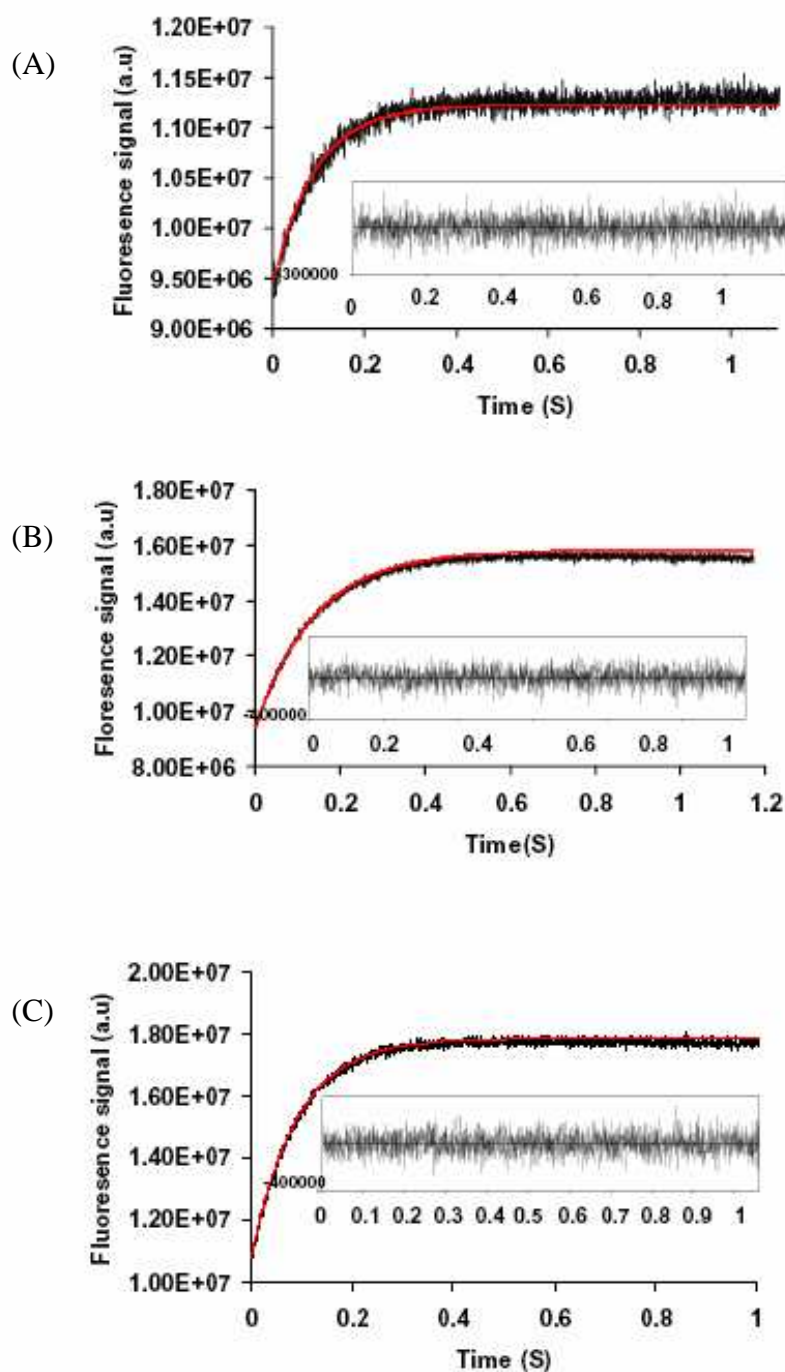 (A)
Fluoresence signal (a.u)
1.20E+07
1.15E+07
1.10E+07
1.05E+07
1.00E+07
9.50E+06
9.00E+06
-300000
0 0.2 0.4 0.6 0.8 1
0 0.2 0.4 0.6 0.8 1
Time (S)
(B)
Floresence signal (a.u)
1.80E+07
1.60E+07
1.40E+07
1.20E+07
1.00E+07
8.00E+06
0 0.2 0.4 0.6 0.8 1
0 0.2 0.4 0.6 0.8 1 1.2
Time(S)
(C)
Fluoresence signal (a.u)
2.00E+07
1.80E+07
1.60E+07
1.40E+07
1.20E+07
1.00E+07
-400000
0 0.1 0.2 0.3 0.4 0.5 0.6 0.7 0.8 0.9 1
0 0.2 0.4 0.6 0.8 1
Time (S)